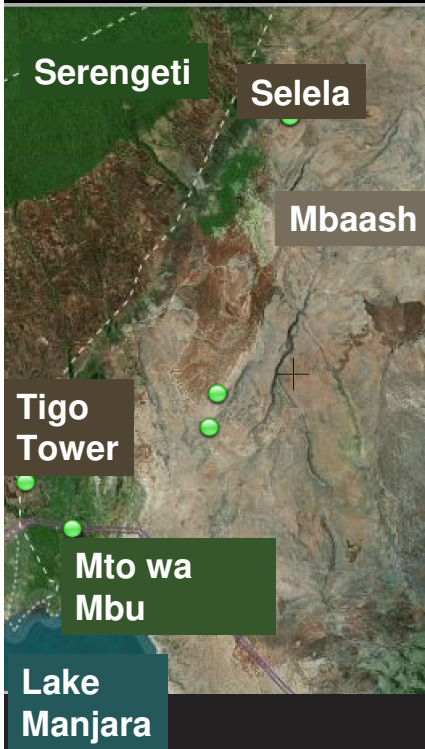 Serengeti
Selela
Mbaash
Tigo
Tower
Mto wa
Mbu
Lake
Manjara